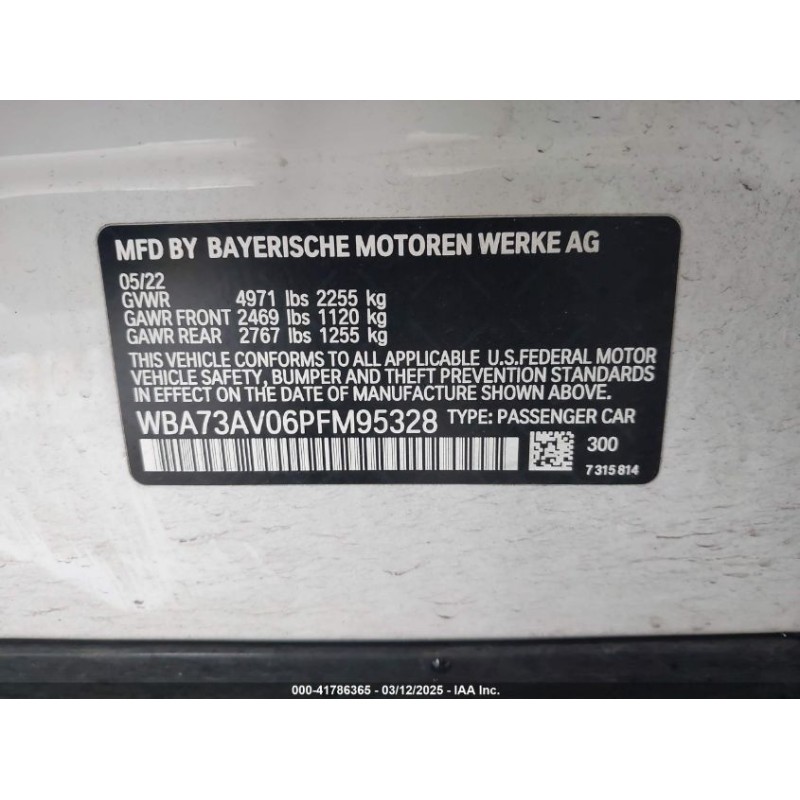 MFD BY BAYERISCHE MOTOREN WERKE AG
05/22
GVWR 4971 lbs 2255 kg
GAWR FRONT 2469 lbs 1120 kg
GAWR REAR 2767 lbs 1255 kg
THIS VEHICLE CONFORMS TO ALL APPLICABLE U.S.FEDERAL MOTOR
VEHICLE SAFETY, BUMPER AND THEFT PREVENTION STANDARDS
IN EFFECT ON THE DATE OF MANUFACTURE SHOWN ABOVE.
WBA73AV06PFM95328 TYPE: PASSENGER CAR
300
7 315 814
000-41786365 - 03/12/2025 - IAA Inc.